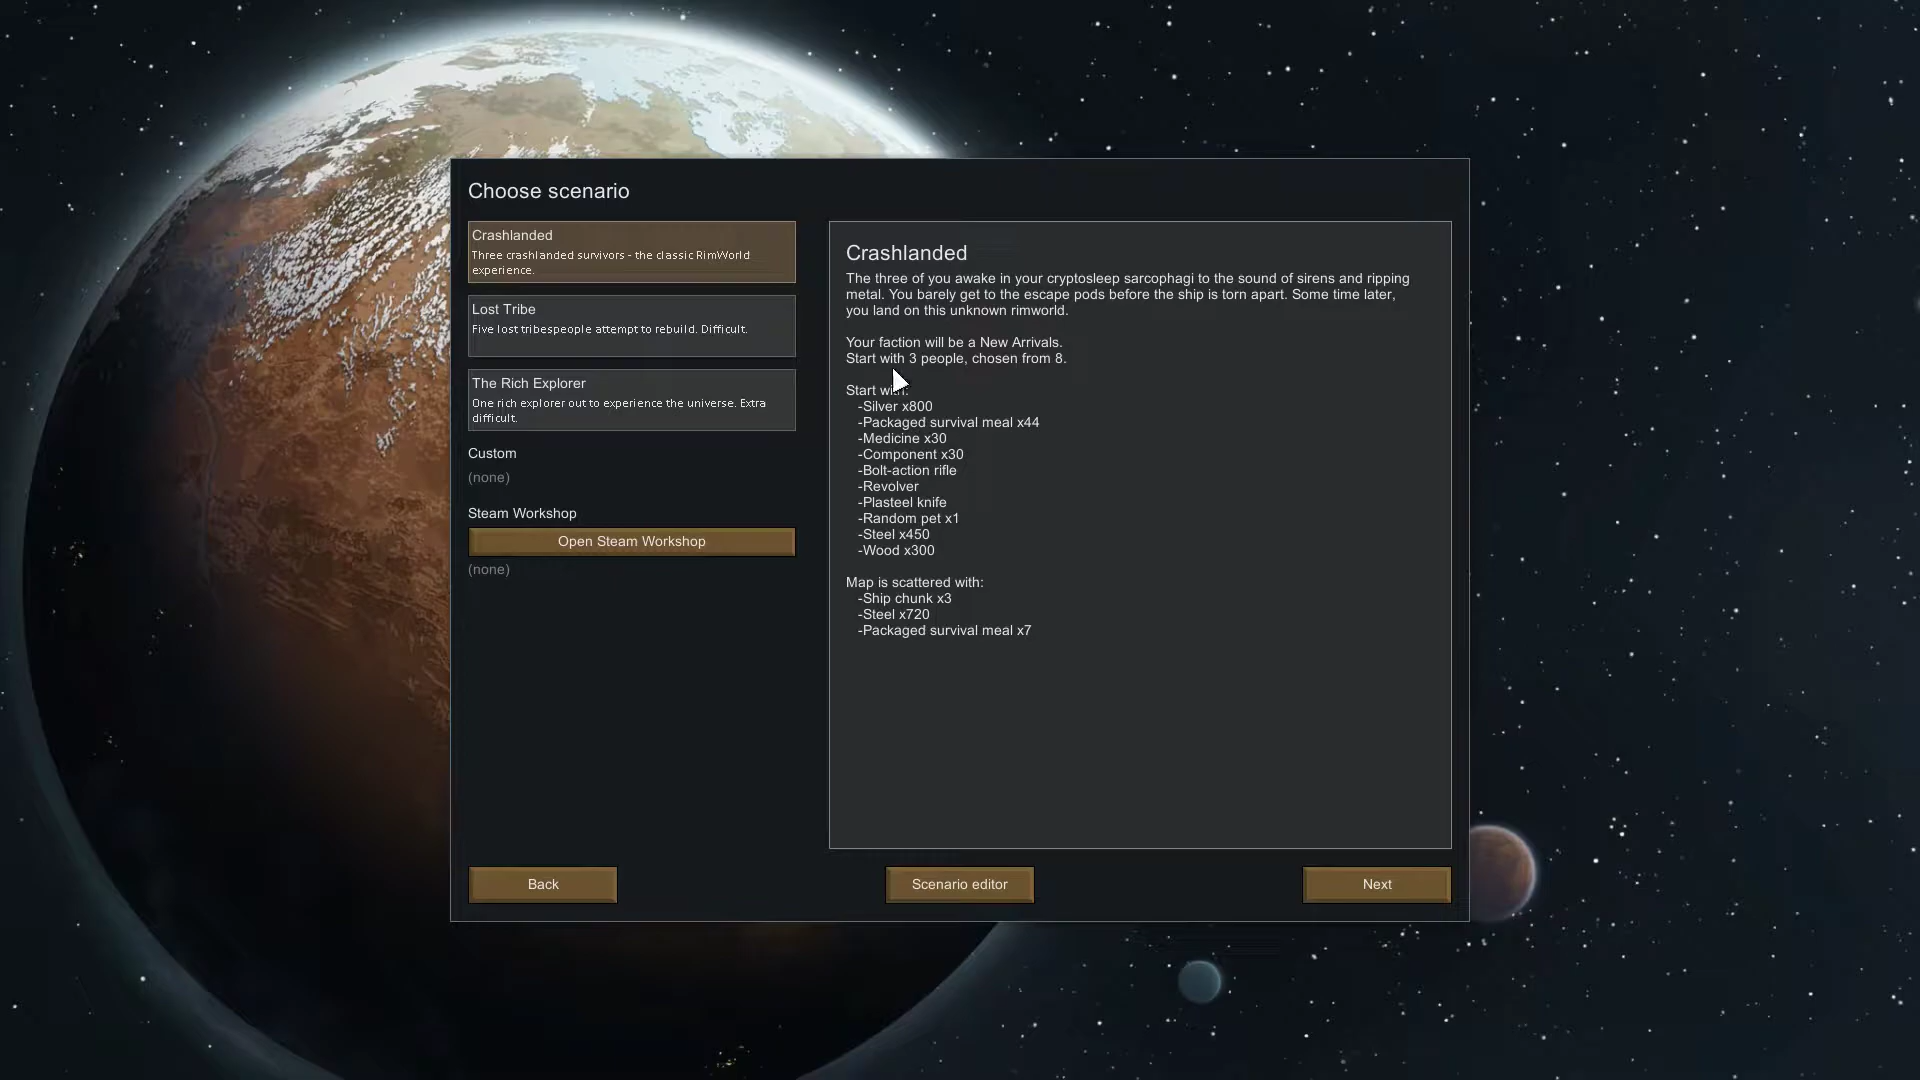 Choose scenario
Crashlanded
Three crashlanded survivors - the classic RimWorld
experience.
Lost Tribe
Five lost tribespeople attempt to rebuild. Difficult.
The Rich Explorer
One rich explorer out to experience the universe. Extra
difficult.
Custom
(none)
Steam Workshop
Open Steam Workshop
(none)
Crashlanded
The three of you awake in your cryptosleep sarcophagi to the sound of sirens and ripping
metal. You barely get to the escape pods before the ship is torn apart. Some time later,
you land on this unknown rimworld.
Your faction will be a New Arrivals.
Start with 3 people, chosen from 8.
Start with:
-Silver x800
-Packaged survival meal x44
-Medicine x30
-Component x30
-Bolt-action rifle
-Revolver
-Plasteel knife
-Random pet x1
-Steel x450
-Wood x300
Map is scattered with:
-Ship chunk x3
-Steel x720
-Packaged survival meal x7
Back
Scenario editor
Next